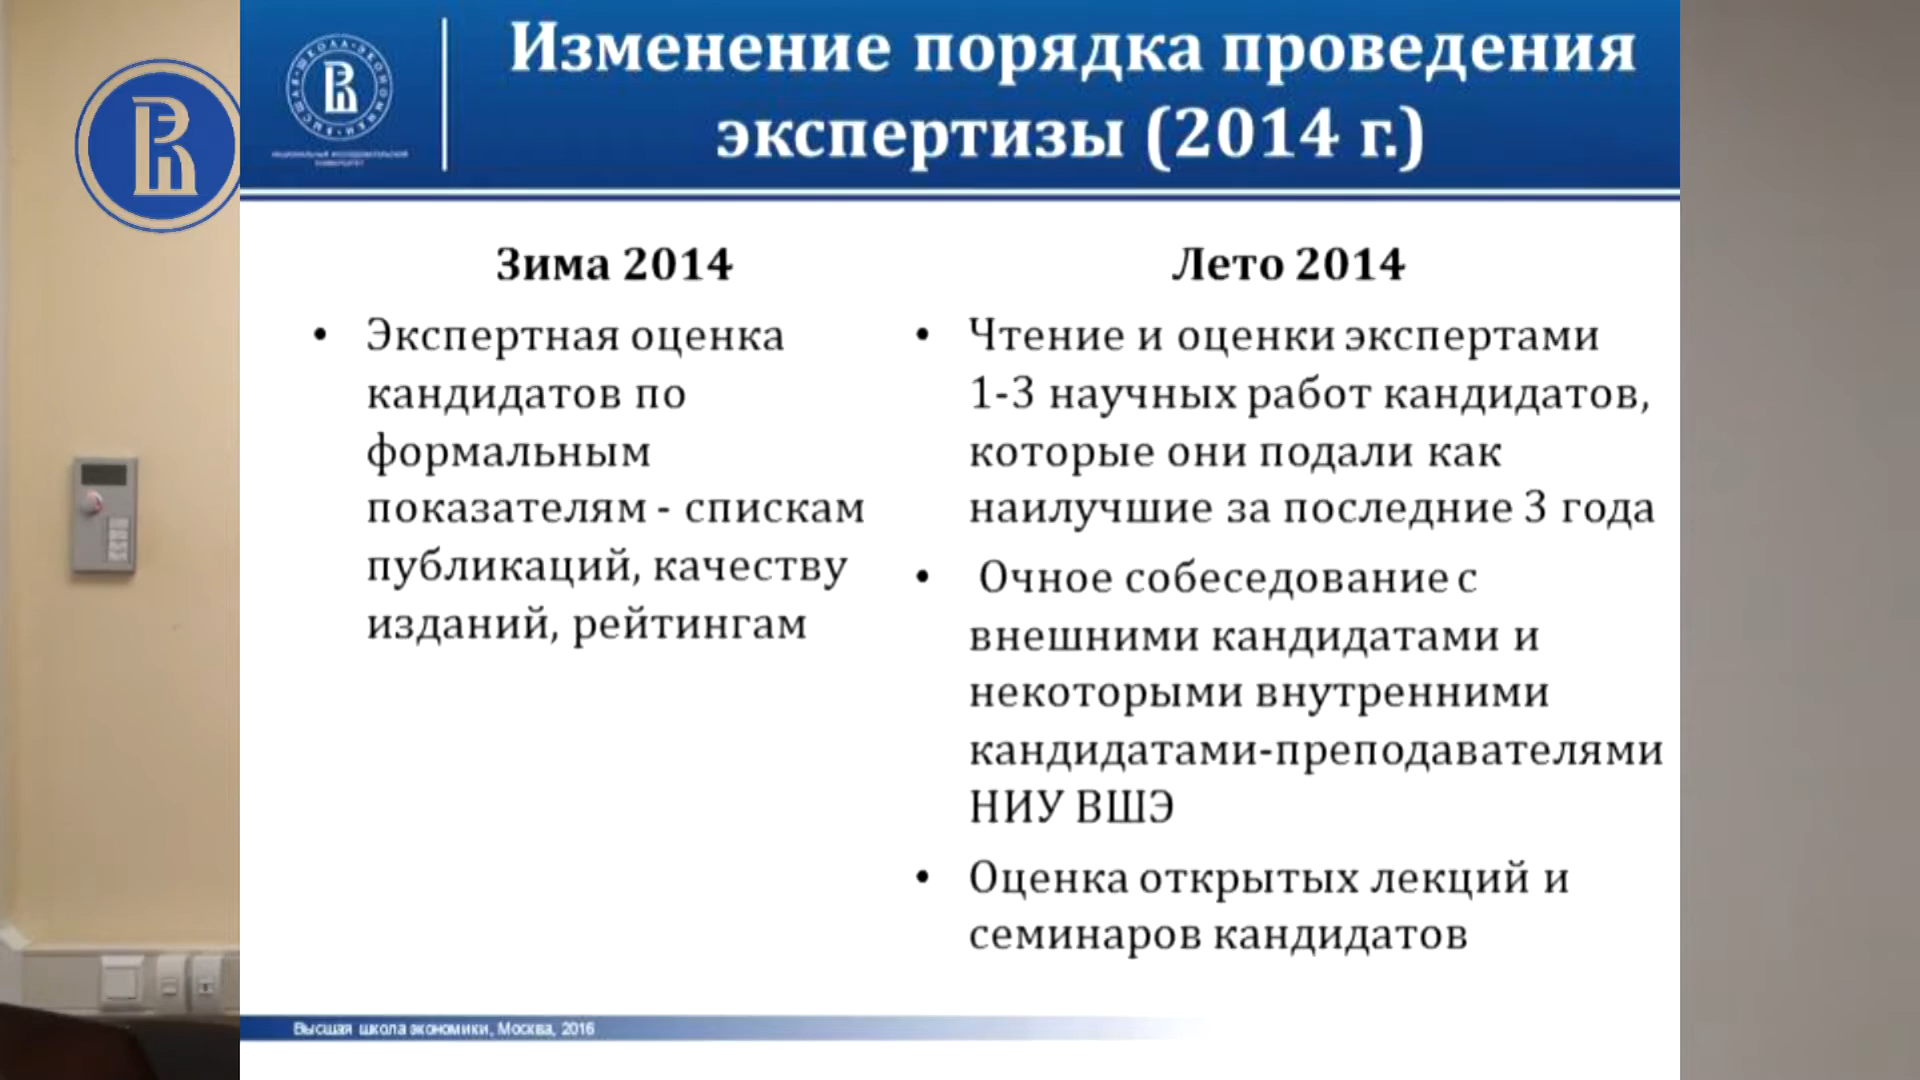 Изменение порядка проведения
экспертизы (2014 г.)
Зима 2014
• Экспертная оценка
кандидатов по
формальным
показателям - спискам
публикаций, качеству
изданий, рейтингам
Лето 2014
• Чтение и оценки экспертами
1-3 научных работ кандидатов,
которые они подали как
наилучшие за последние 3 года
• Очное собеседование с
внешними кандидатами и
некоторыми внутренними
кандидатами-преподавателями
НИУ ВШЭ
• Оценка открытых лекций и
семинаров кандидатов
Высшая школа экономики, Москва, 2016